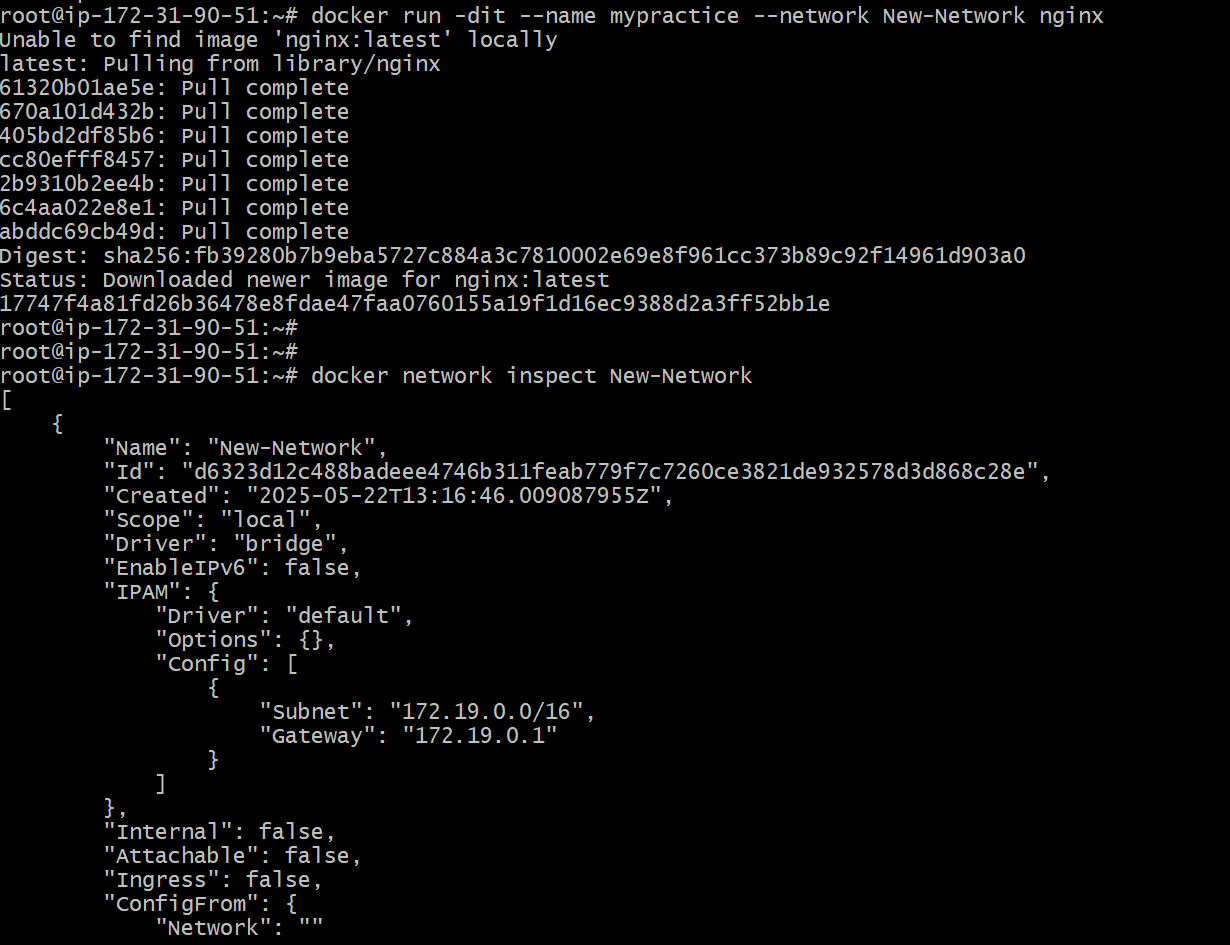 root@ip-172-31-90-51:~# docker run -dit --name mypractice --network New-Network nginx
Unable to find image 'nginx:latest' locally
latest: Pulling from library/nginx
61320b01ae5e: Pull complete
670a101d432b: Pull complete
405bd2df85b6: Pull complete
cc80efff8457: Pull complete
2b9310b2ee4b: Pull complete
6c4aa022e8e1: Pull complete
abddc69cb49d: Pull complete
Digest: sha256:fb39280b7b9eba5727c884a3c7810002e69e8f961cc373b89c92f14961d903a0
Status: Downloaded newer image for nginx:latest
17747f4a81fd26b36478e8fdae47faa0760155a19f1d16ec9388d2a3ff52bb1e
root@ip-172-31-90-51:~#
root@ip-172-31-90-51:~#
root@ip-172-31-90-51:~# docker network inspect New-Network
[
    {
        "Name": "New-Network",
        "Id": "d6323d12c488badeee4746b311feab779f7c7260ce3821de932578d3d868c28e",
        "Created": "2025-05-22T13:16:46.009087955Z",
        "Scope": "local",
        "Driver": "bridge",
        "EnableIPv6": false,
        "IPAM": {
            "Driver": "default",
            "Options": {},
            "Config": [
                {
                    "Subnet": "172.19.0.0/16",
                    "Gateway": "172.19.0.1"
                }
            ]
        },
        "Internal": false,
        "Attachable": false,
        "Ingress": false,
        "ConfigFrom": {
            "Network": ""